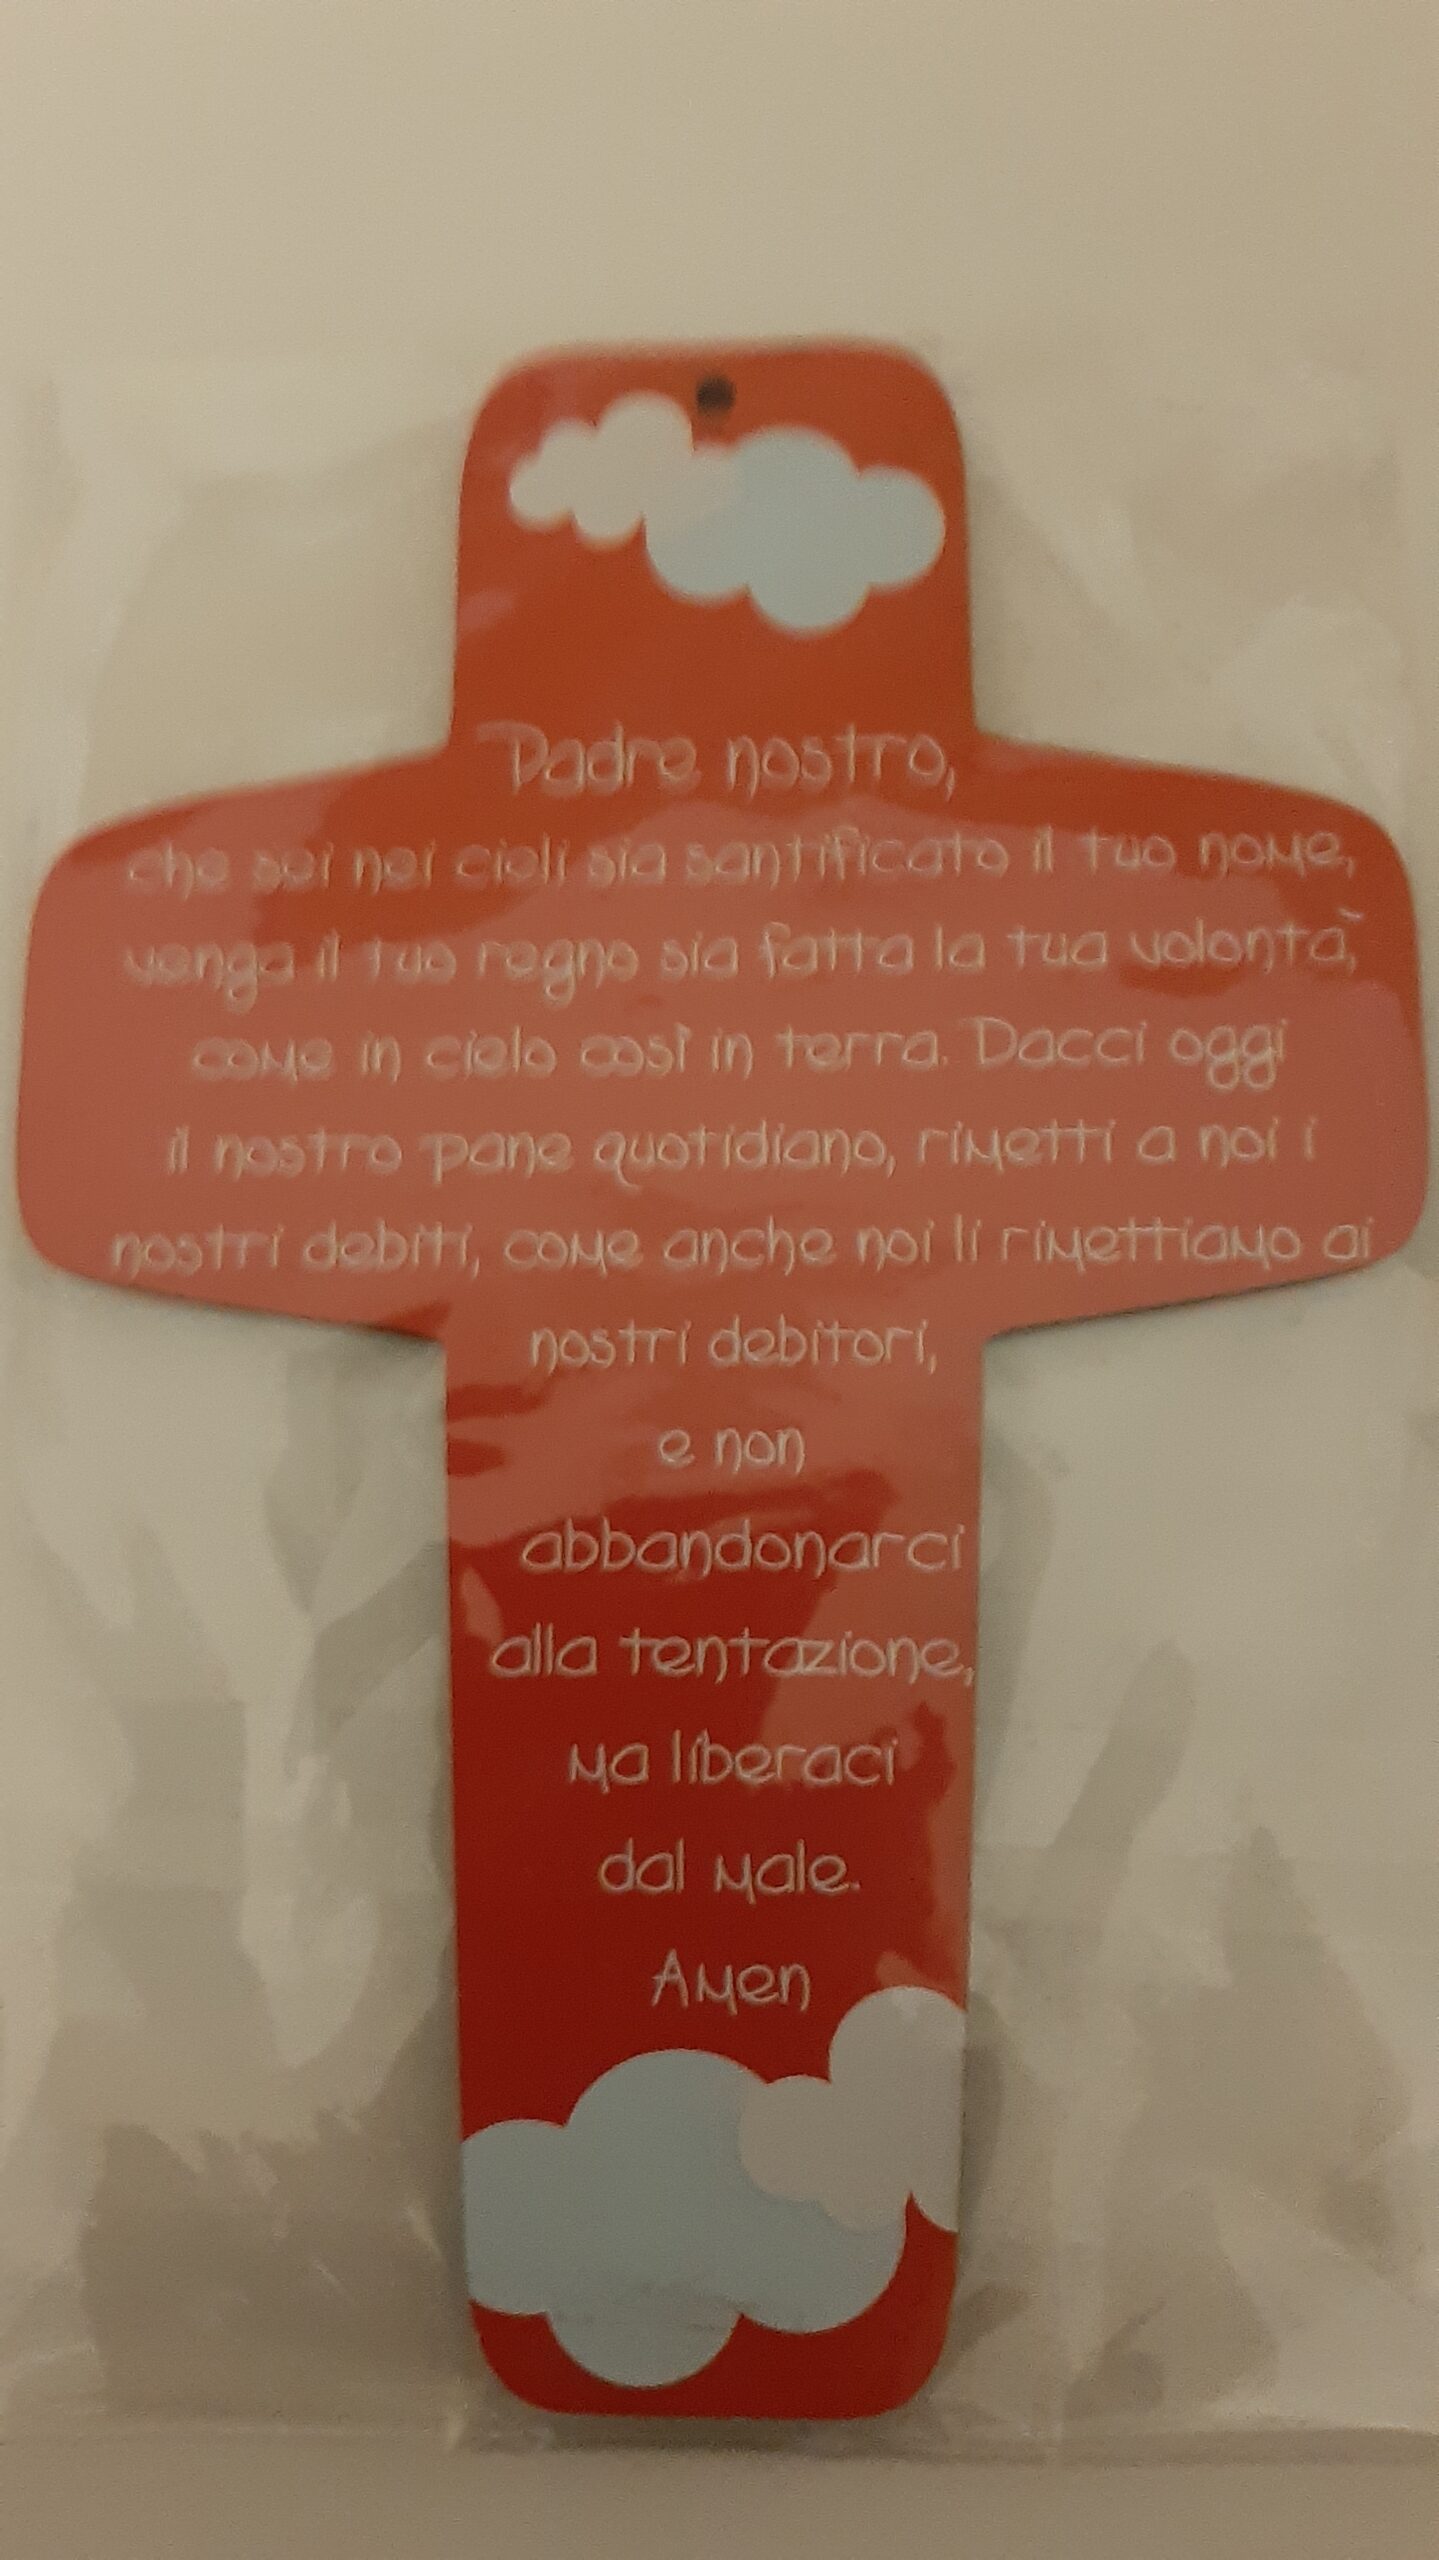 Padre nostro,
che sei nei cieli sia santificato il tuo nome,
venga il tuo regno sia fatta la tua volontà,
come in cielo così in terra. Dacci oggi
il nostro pane quotidiano, rimetti a noi i
nostri debiti, come anche noi li rimettiamo ai
nostri debitori,
e non
abbandonarci
alla tentazione,
ma liberaci
dal male.
Amen